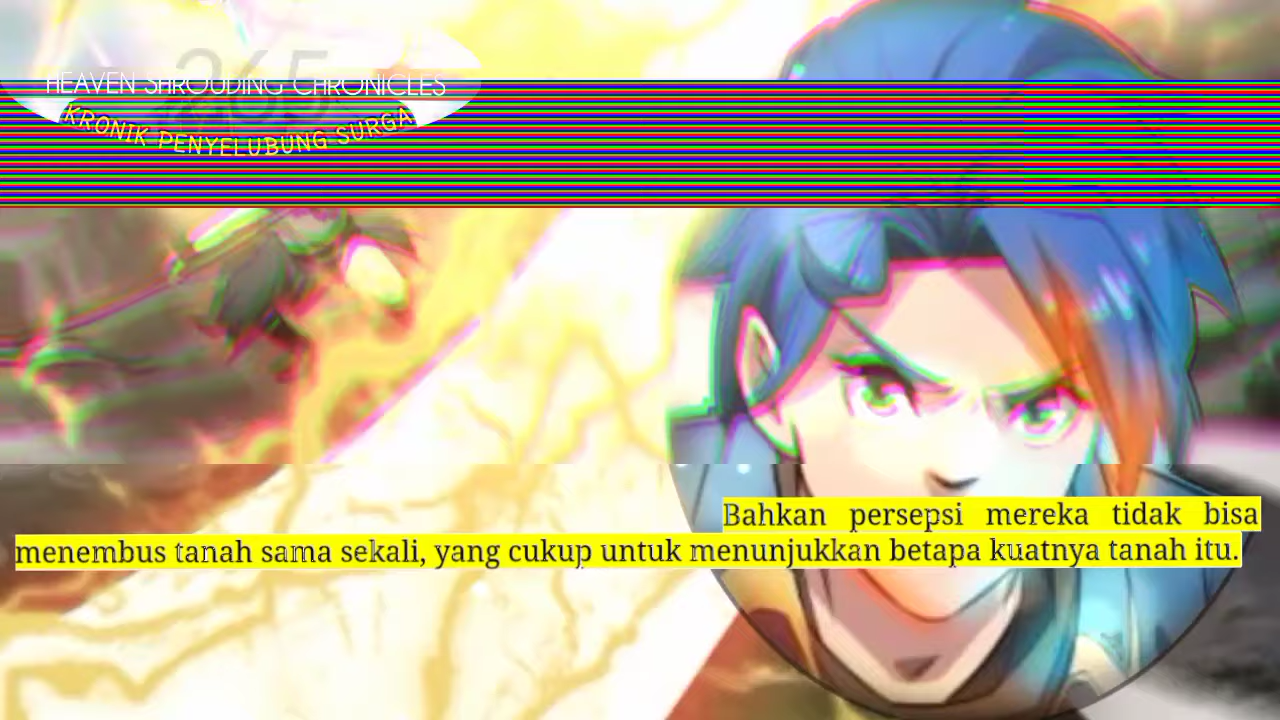 265
HEAVEN SHROUDING CHRONICLES
KRONIK PENYELUBUNG SURGA
Bahkan persepsi mereka tidak bisa
menembus tanah sama sekali, yang cukup untuk menunjukkan betapa kuatnya tanah itu.